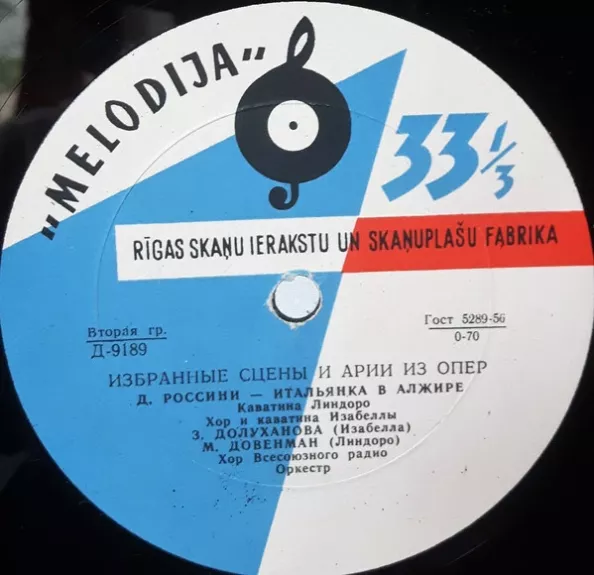 „MELODIJA"
33 1/3
RĪGAS SKAŅU IERAKSTU UN SKAŅUPLAŠU FABRIKA
Вторая гр.
Д-9189
Гост 5289-56
0-70
ИЗБРАННЫЕ СЦЕНЫ И АРИИ ИЗ ОПЕР
Д. РОССИНИ — ИТАЛЬЯНКА В АЛЖИРЕ
Каватина Линдоро
Хор и каватина Изабеллы
З. ДОЛУХАНОВА (Изабелла)
М. ДОВЕНМАН (Линдоро)
Хор Всесоюзного радио
Оркестр